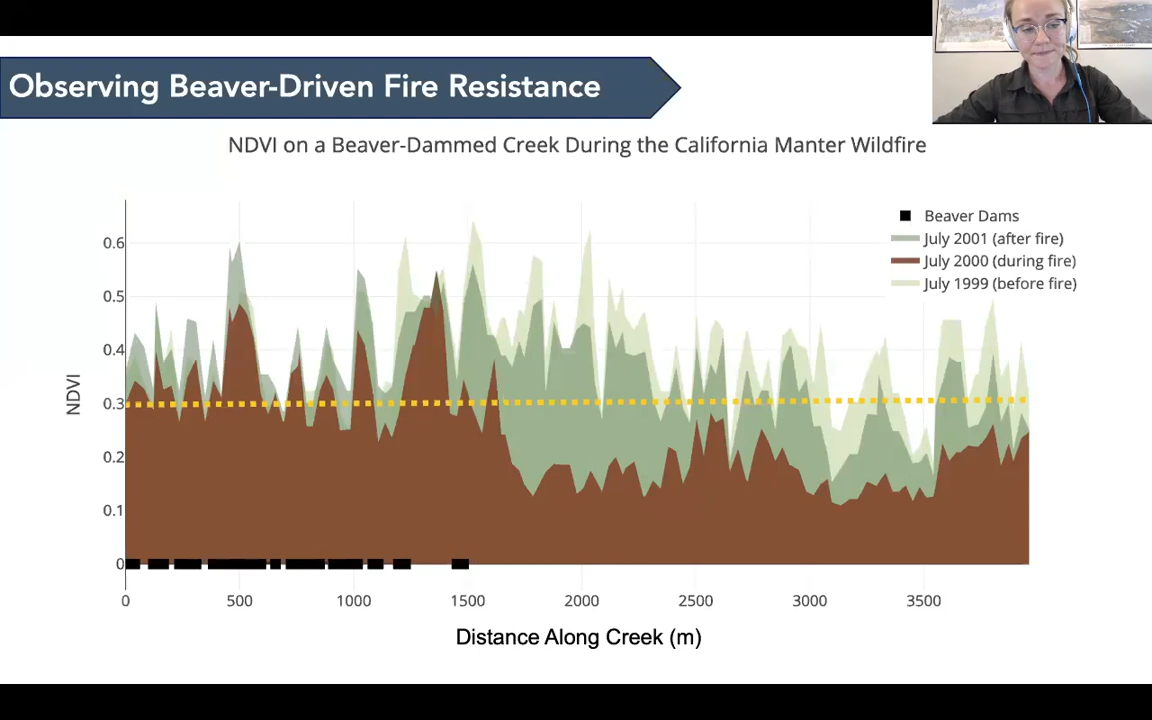 Observing Beaver-Driven Fire Resistance
NDVI on a Beaver-Dammed Creek During the California Manter Wildfire
Beaver Dams
July 2001 (after fire)
July 2000 (during fire)
July 1999 (before fire)
NDVI
0.6
0.5
0.4
0.3
0.2
0.1
0
0 500 1000 1500 2000 2500 3000 3500
Distance Along Creek (m)